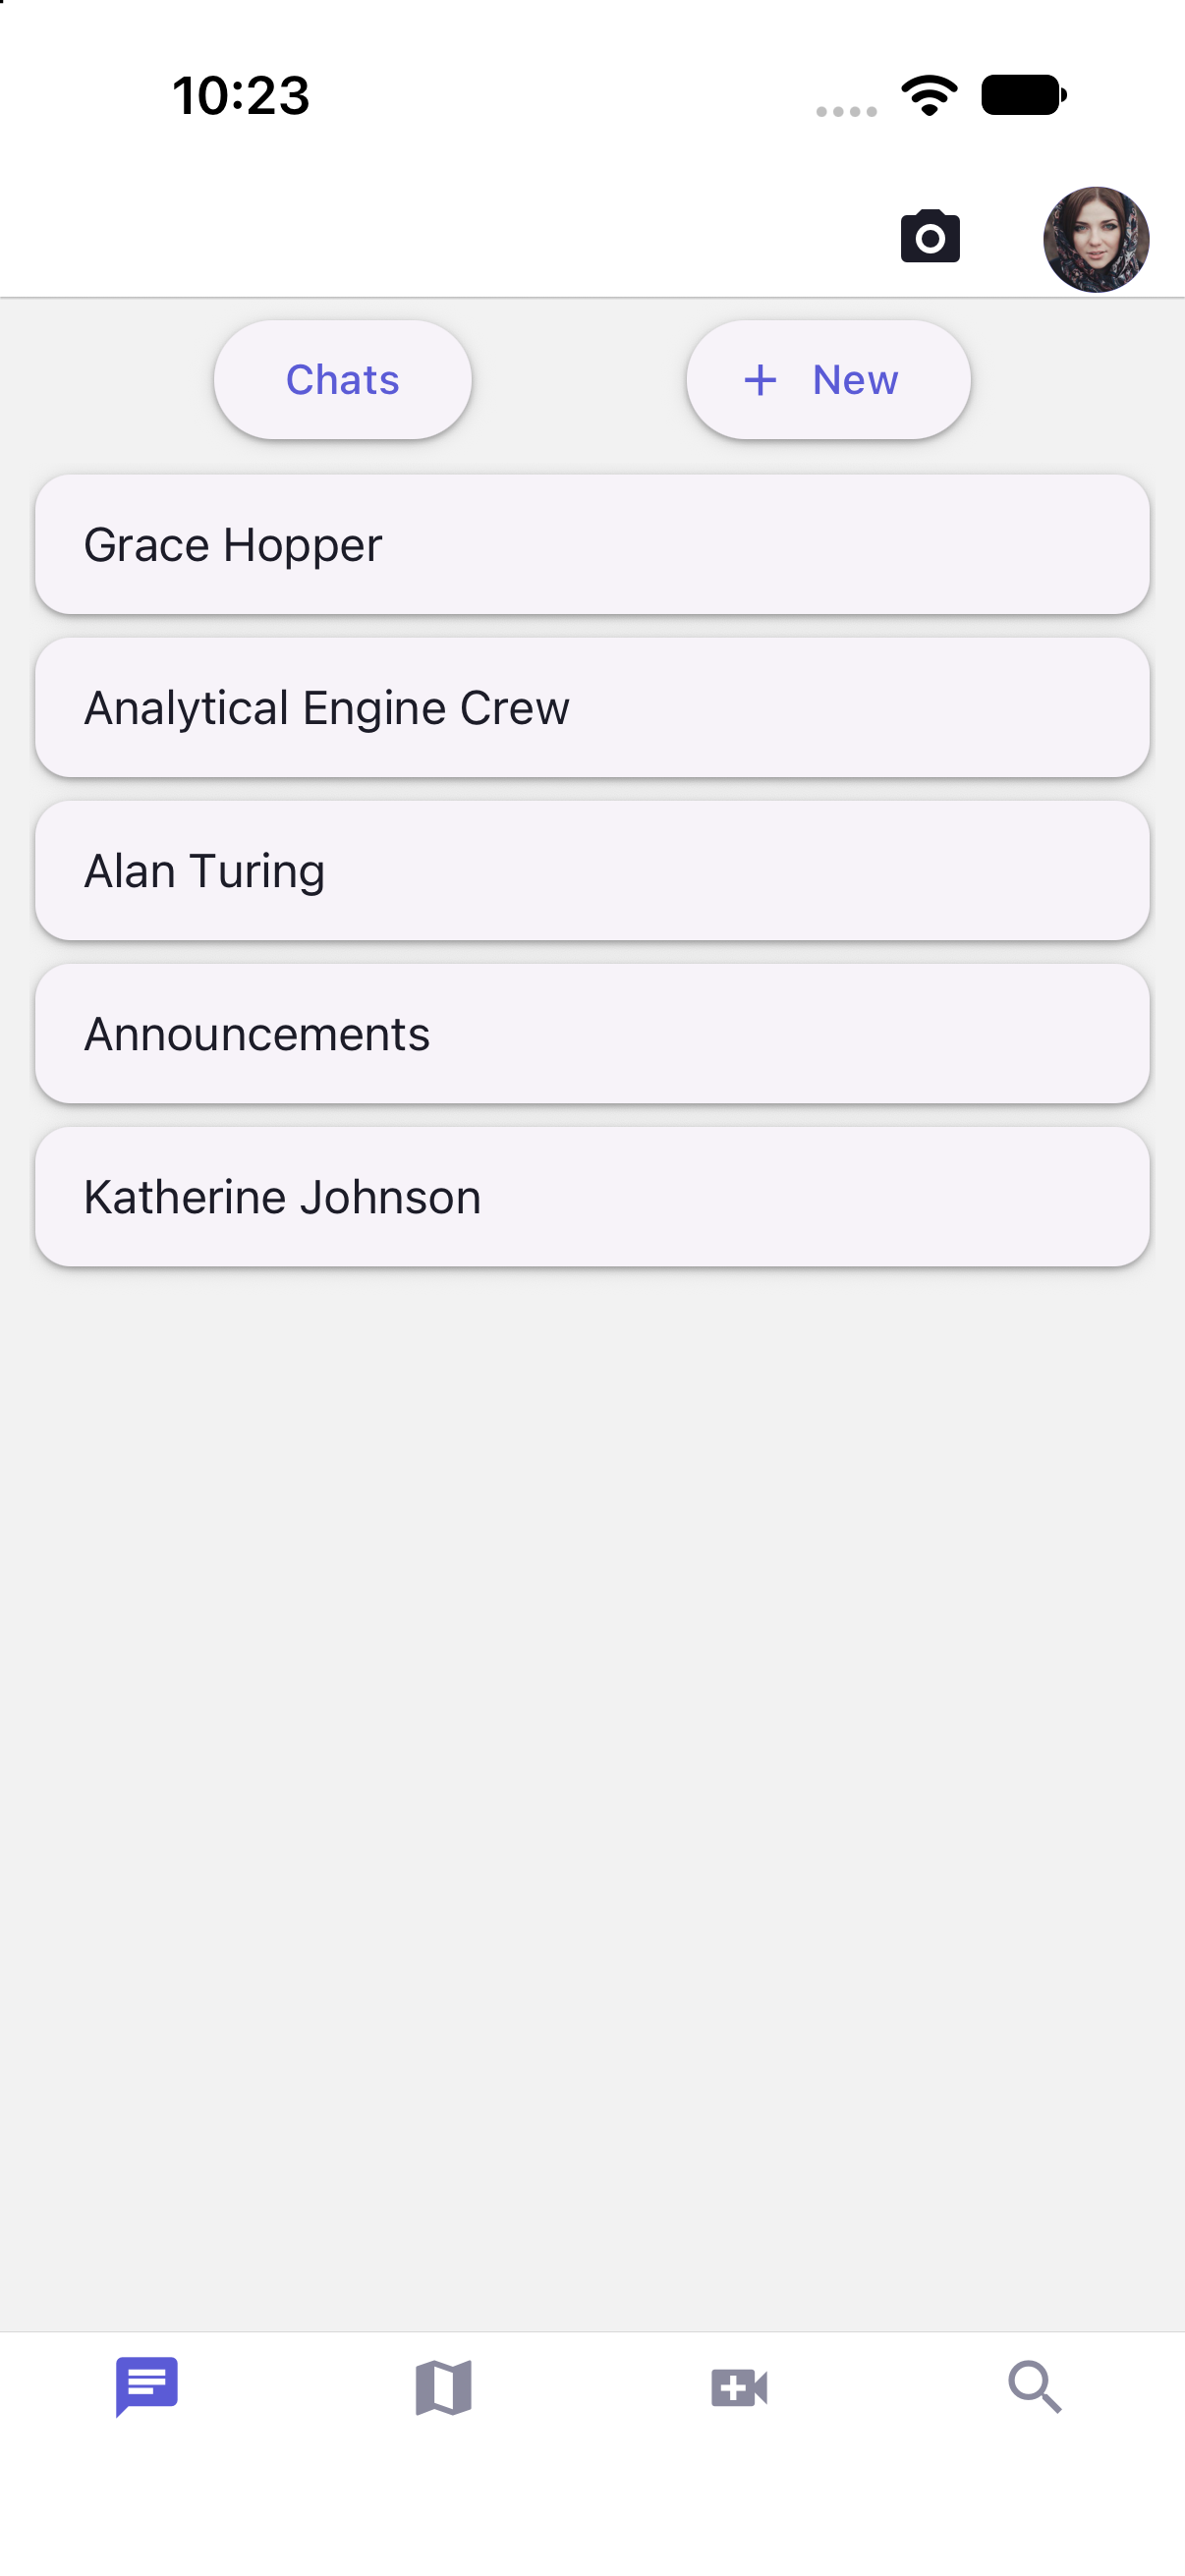 10:23
Chats
+ New
Grace Hopper
Analytical Engine Crew
Alan Turing
Announcements
Katherine Johnson